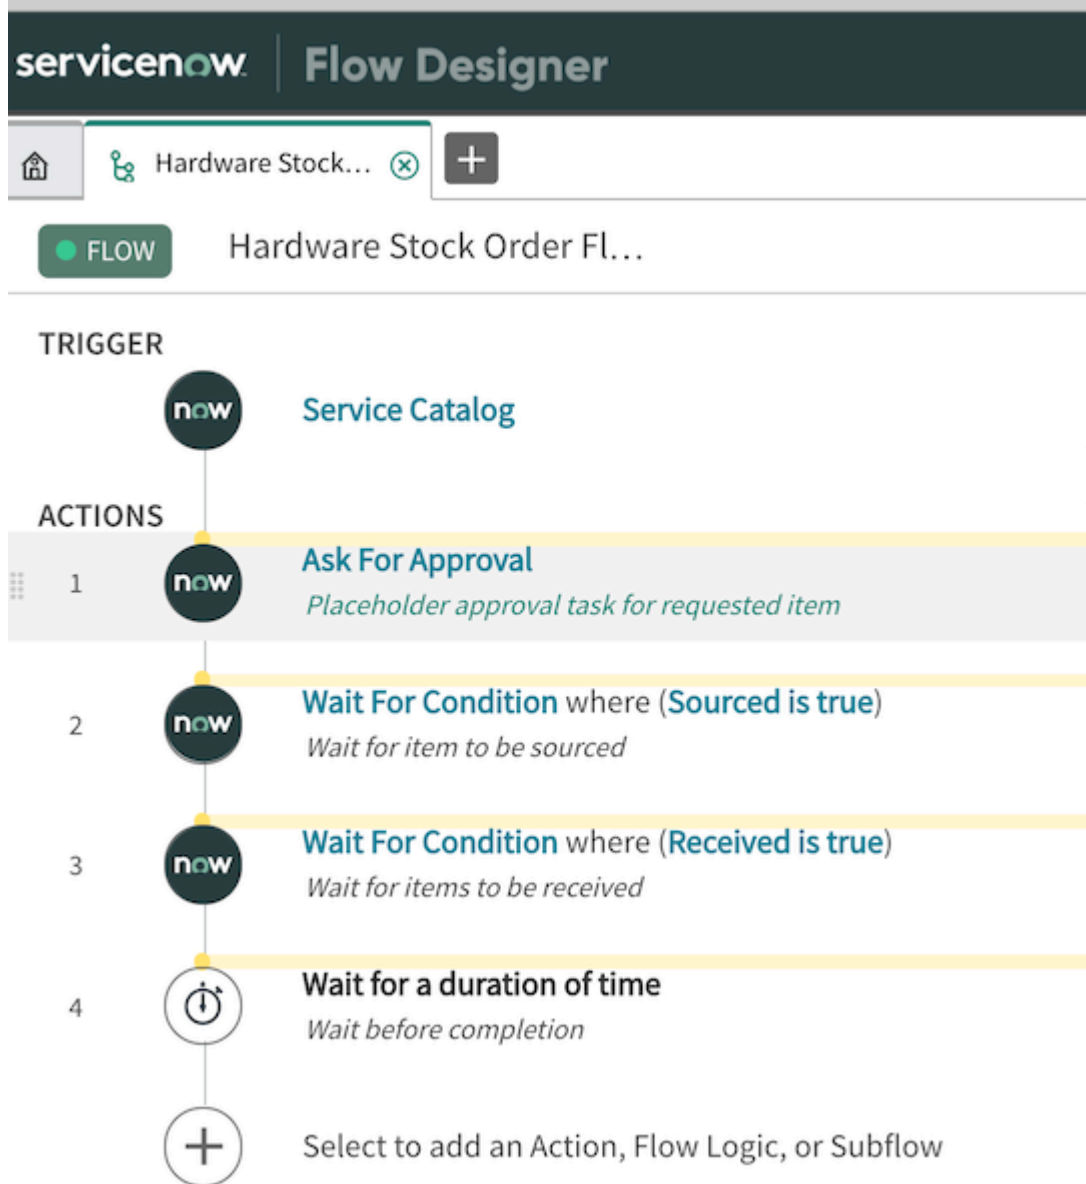 servicenow | Flow Designer
Hardware Stock...
FLOW Hardware Stock Order Fl...
TRIGGER
now Service Catalog
ACTIONS
1 now Ask For Approval
Placeholder approval task for requested item
2 now Wait For Condition where (Sourced is true)
Wait for item to be sourced
3 now Wait For Condition where (Received is true)
Wait for items to be received
4 Wait for a duration of time
Wait before completion
Select to add an Action, Flow Logic, or Subflow